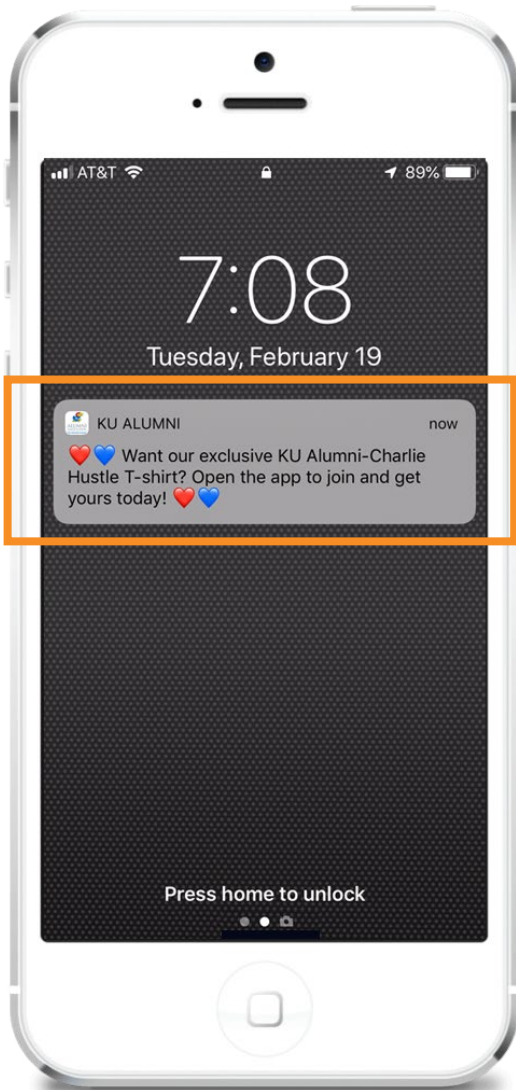 AT&T 89%
7:08
Tuesday, February 19
KU ALUMNI now
❤️💙 Want our exclusive KU Alumni-Charlie
Hustle T-shirt? Open the app to join and get
yours today! ❤️💙
Press home to unlock